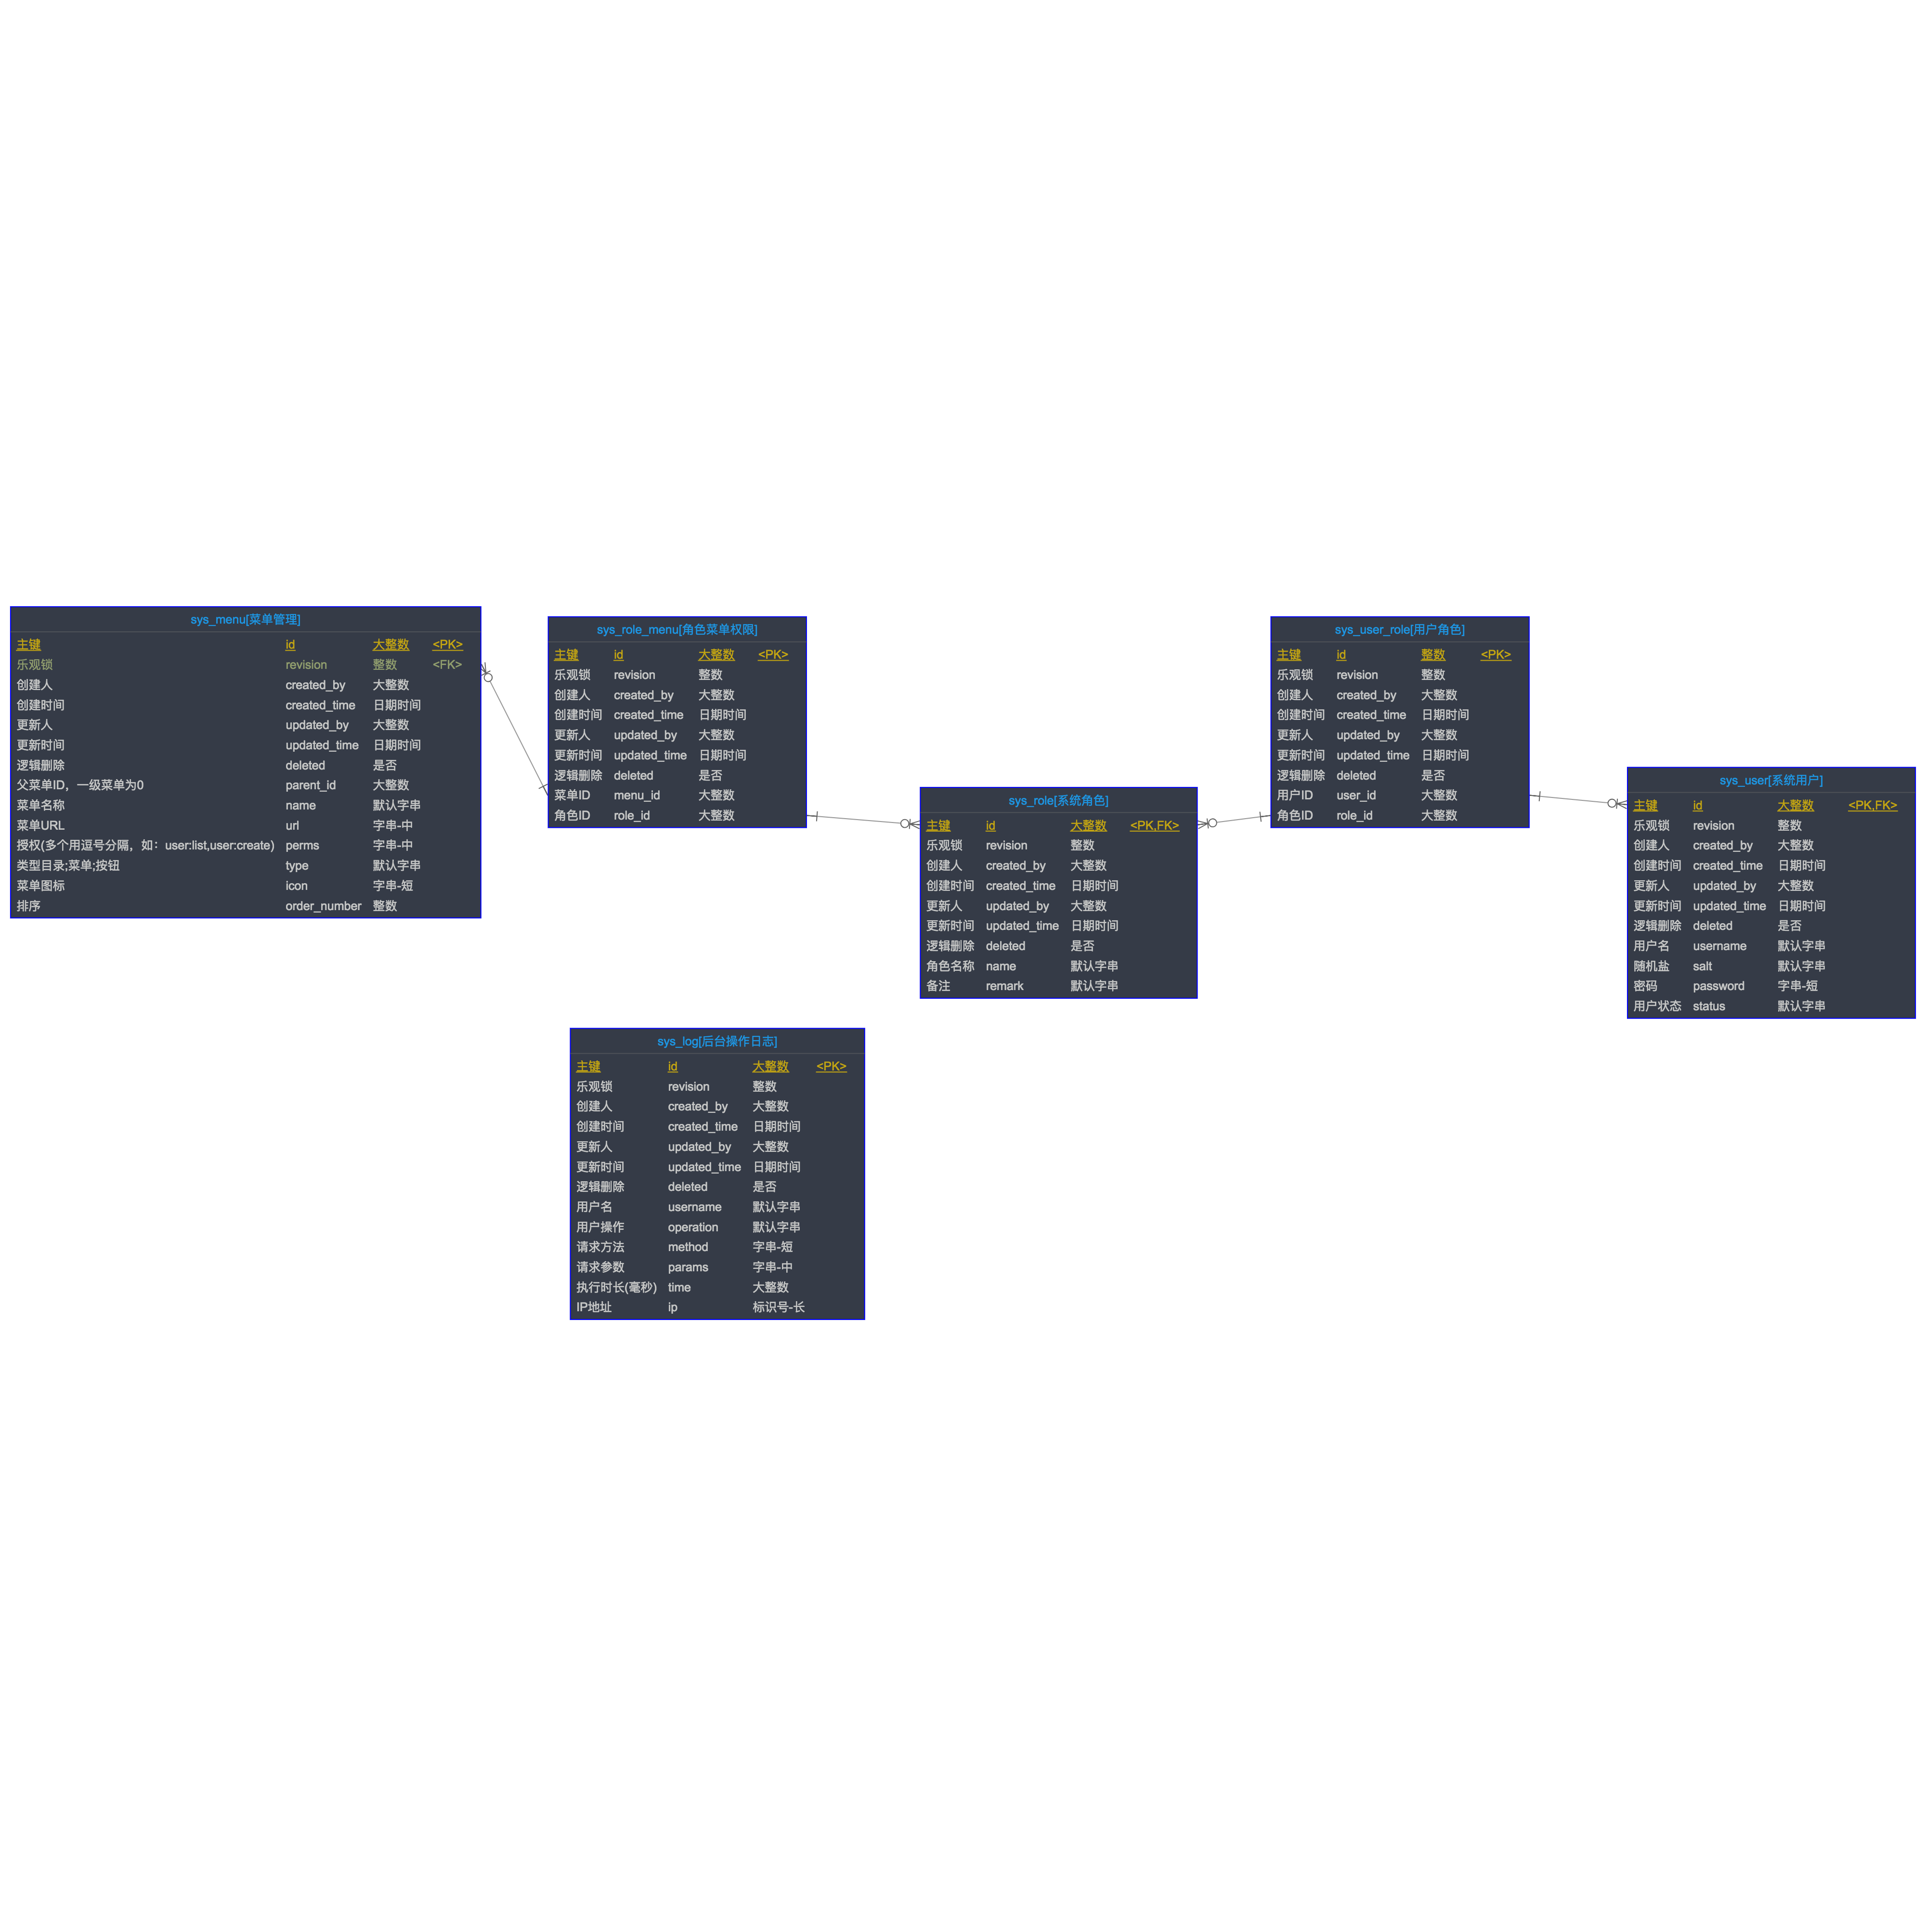 sys_menu[菜单管理]
主键 id 大整数 <PK>
乐观锁 revision 整数 <FK>
创建人 created_by 大整数
创建时间 created_time 日期时间
更新人 updated_by 大整数
更新时间 updated_time 日期时间
逻辑删除 deleted 是否
父菜单ID，一级菜单为0 parent_id 大整数
菜单名称 name 默认字串
菜单URL url 字串-中
授权(多个用逗号分隔，如：user:list,user:create) perms 字串-中
类型目录;菜单;按钮 type 默认字串
菜单图标 icon 字串-短
排序 order_number 整数
sys_role_menu[角色菜单权限]
主键 id 大整数 <PK>
乐观锁 revision 整数
创建人 created_by 大整数
创建时间 created_time 日期时间
更新人 updated_by 大整数
更新时间 updated_time 日期时间
逻辑删除 deleted 是否
菜单ID menu_id 大整数
角色ID role_id 大整数
sys_role[系统角色]
主键 id 大整数 <PK,FK>
乐观锁 revision 整数
创建人 created_by 大整数
创建时间 created_time 日期时间
更新人 updated_by 大整数
更新时间 updated_time 日期时间
逻辑删除 deleted 是否
角色名称 name 默认字串
备注 remark 默认字串
sys_user_role[用户角色]
主键 id 整数 <PK>
乐观锁 revision 整数
创建人 created_by 大整数
创建时间 created_time 日期时间
更新人 updated_by 大整数
更新时间 updated_time 日期时间
逻辑删除 deleted 是否
用户ID user_id 大整数
角色ID role_id 大整数
sys_user[系统用户]
主键 id 大整数 <PK,FK>
乐观锁 revision 整数
创建人 created_by 大整数
创建时间 created_time 日期时间
更新人 updated_by 大整数
更新时间 updated_time 日期时间
逻辑删除 deleted 是否
用户名 username 默认字串
随机盐 salt 默认字串
密码 password 字串-短
用户状态 status 默认字串
sys_log[后台操作日志]
主键 id 大整数 <PK>
乐观锁 revision 整数
创建人 created_by 大整数
创建时间 created_time 日期时间
更新人 updated_by 大整数
更新时间 updated_time 日期时间
逻辑删除 deleted 是否
用户名 username 默认字串
用户操作 operation 默认字串
请求方法 method 字串-短
请求参数 params 字串-中
执行时长(毫秒) time 大整数
IP地址 ip 标识号-长